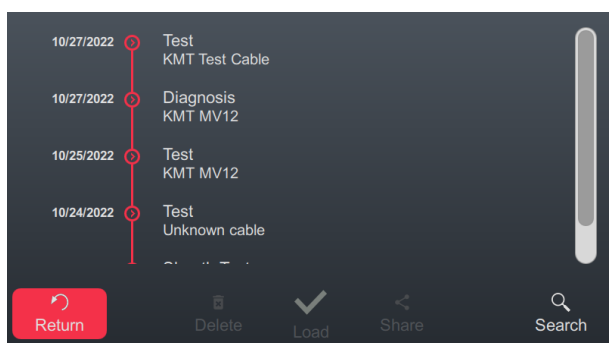 10/27/2022 Test
KMT Test Cable
10/27/2022 Diagnosis
KMT MV12
10/25/2022 Test
KMT MV12
10/24/2022 Test
Unknown cable
Return Delete Load Share Search